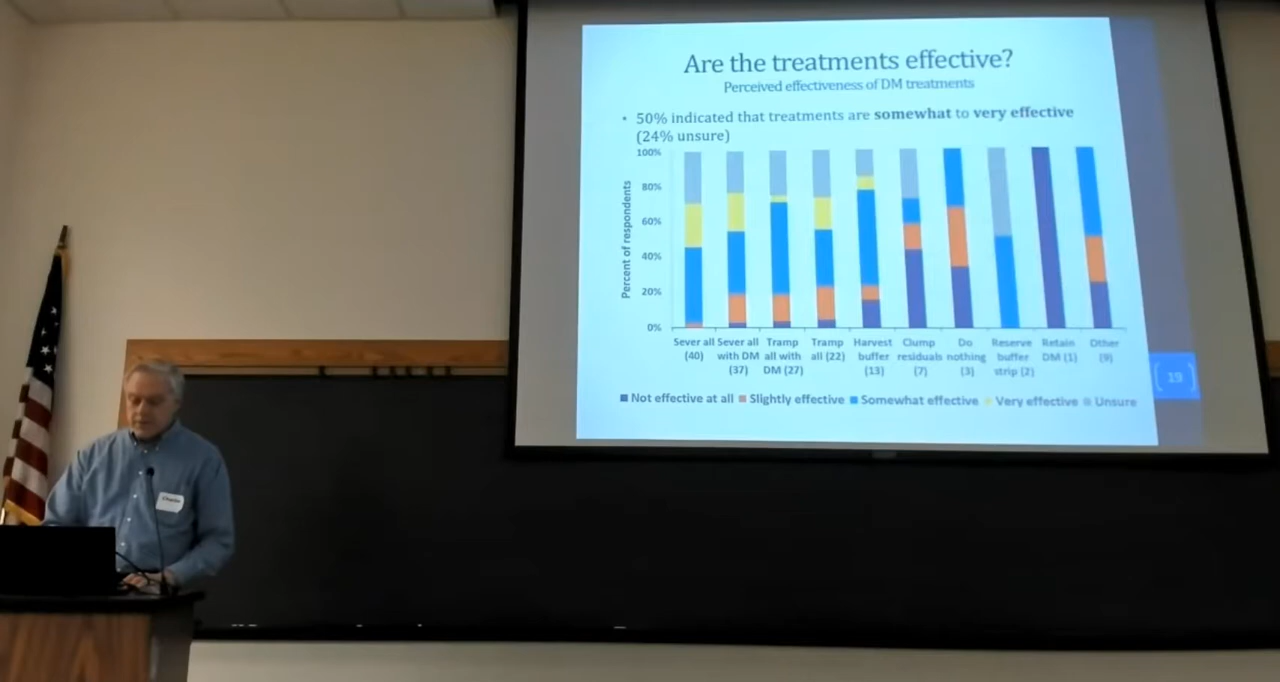 Are the treatments effective?
Perceived effectiveness of DM treatments
• 50% indicated that treatments are somewhat to very effective
(24% unsure)
Percent of respondents
100%
80%
60%
40%
20%
0%
Sever all
(40)
Sever all
with DM
(37)
Tramp
all with
DM (27)
Tramp
all (22)
Harvest
buffer
(13)
Clump
residuals
(7)
Do
nothing
(3)
Reserve
buffer
strip (2)
Retain
DM (1)
Other
(9)
Not effective at all Slightly effective Somewhat effective Very effective Unsure
19